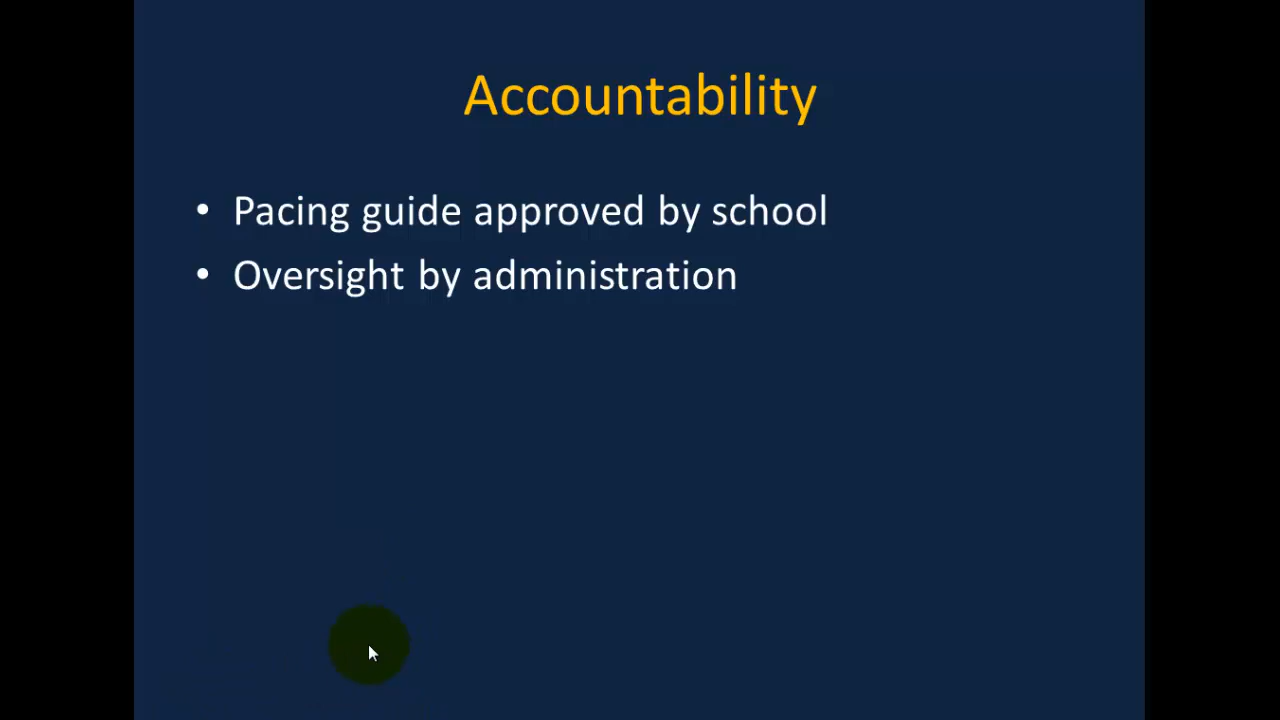 Accountability
• Pacing guide approved by school
• Oversight by administration